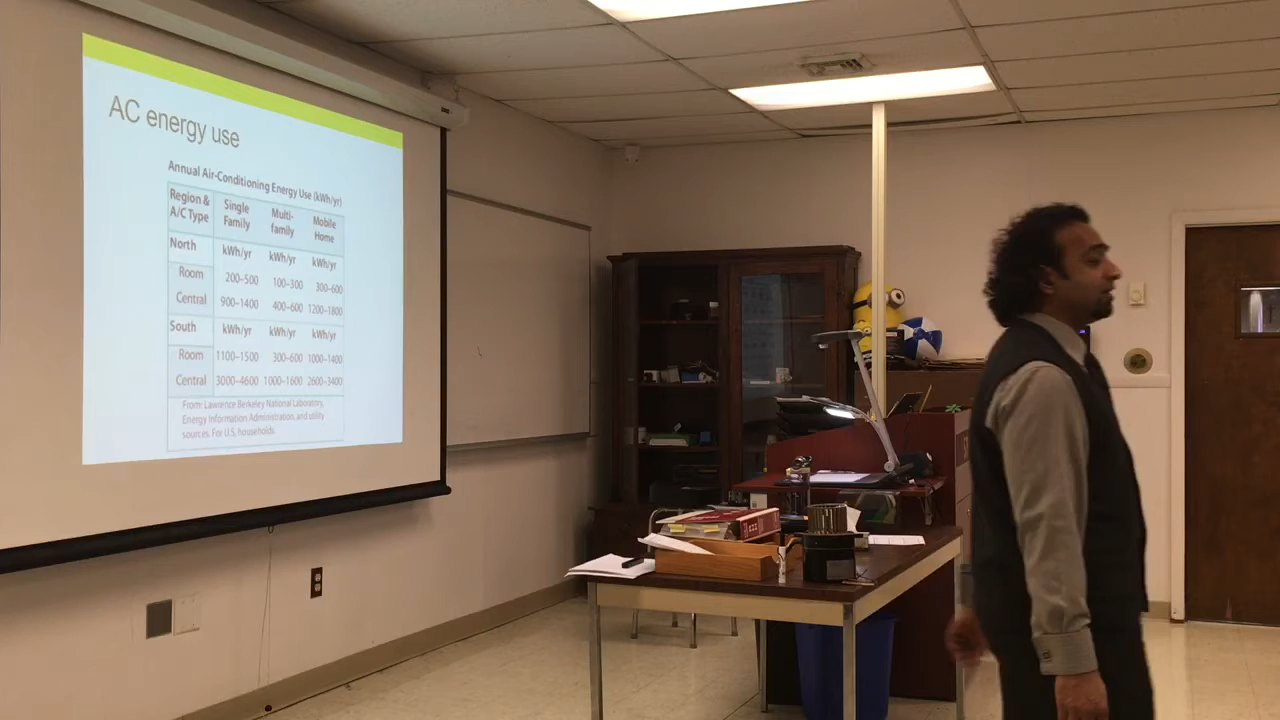 AC energy use
Annual Air-Conditioning Energy Use (kWh/yr)
Region & A/C Type Single Family Multi-family Mobile Home
North kWh/yr kWh/yr kWh/yr
Room 200–500 100–300 300–600
Central 900–1400 400–600 1200–1800
South kWh/yr kWh/yr kWh/yr
Room 1100–1500 300–600 1000–1400
Central 3000–4600 1000–1600 2600–3400
From: Lawrence Berkeley National Laboratory,
Energy Information Administration, and utility
sources. For U.S. households.